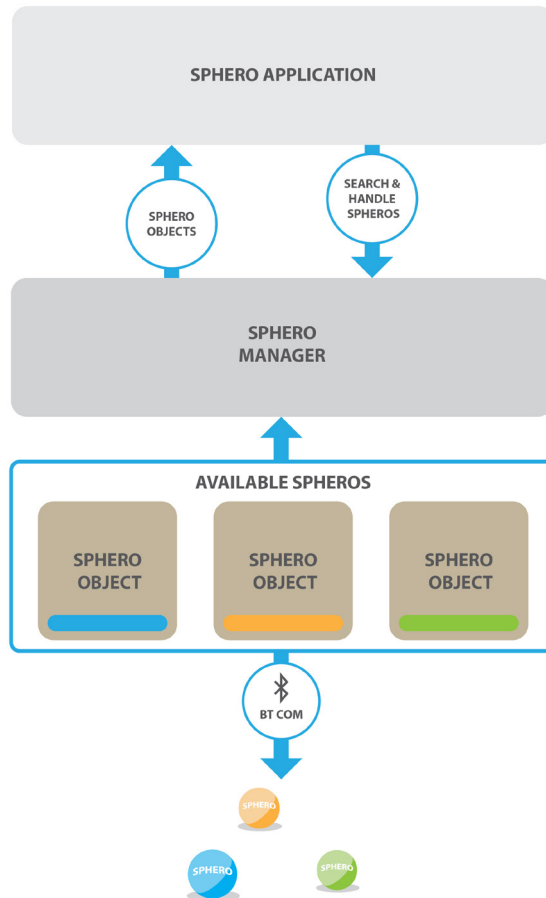 SPHERO APPLICATION
SPHERO
OBJECTS
SEARCH &
HANDLE
SPHEROS
SPHERO
MANAGER
AVAILABLE SPHEROS
SPHERO
OBJECT
SPHERO
OBJECT
SPHERO
OBJECT
BT COM
SPHERO
SPHERO
SPHERO